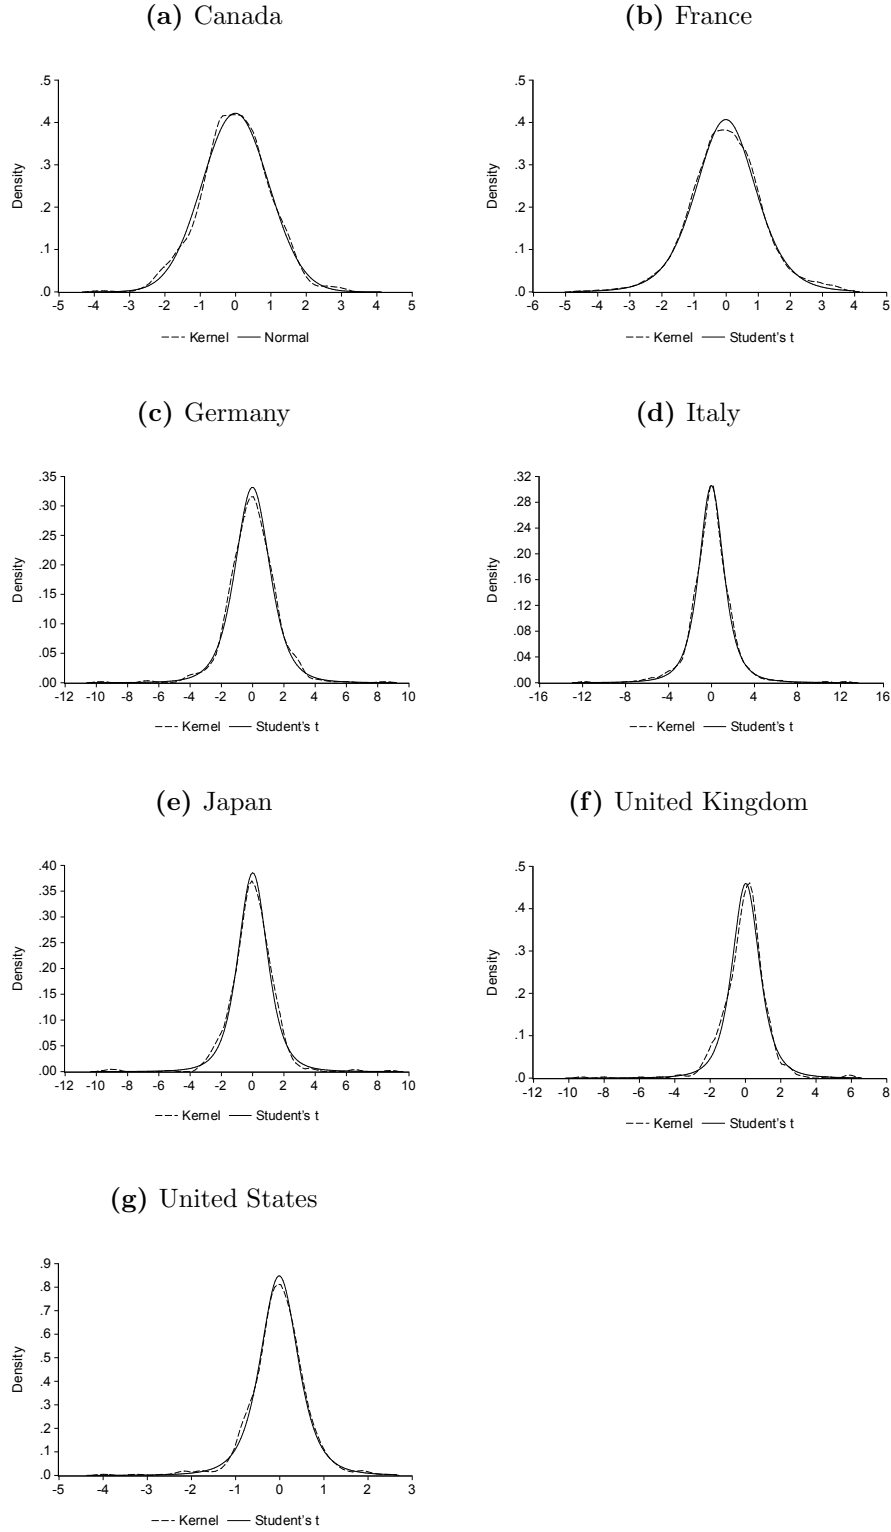 (a) Canada
(b) France
.5
.4
.3
.2
.1
.0
Density
-5 -4 -3 -2 -1 0 1 2 3 4 5
Kernel Normal
.5
.4
.3
.2
.1
.0
Density
-6 -5 -4 -3 -2 -1 0 1 2 3 4 5
Kernel Student's t
(c) Germany
(d) Italy
.35
.30
.25
.20
.15
.10
.05
.00
Density
-12 -10 -8 -6 -4 -2 0 2 4 6 8 10
Kernel Student's t
.32
.28
.24
.20
.16
.12
.08
.04
.00
Density
-16 -12 -8 -4 0 4 8 12 16
Kernel Student's t
(e) Japan
(f) United Kingdom
.40
.35
.30
.25
.20
.15
.10
.05
.00
Density
-12 -10 -8 -6 -4 -2 0 2 4 6 8 10
Kernel Student's t
.5
.4
.3
.2
.1
.0
Density
-12 -10 -8 -6 -4 -2 0 2 4 6 8
Kernel Student's t
(g) United States
.9
.8
.7
.6
.5
.4
.3
.2
.1
.0
Density
-5 -4 -3 -2 -1 0 1 2 3
Kernel Student's t